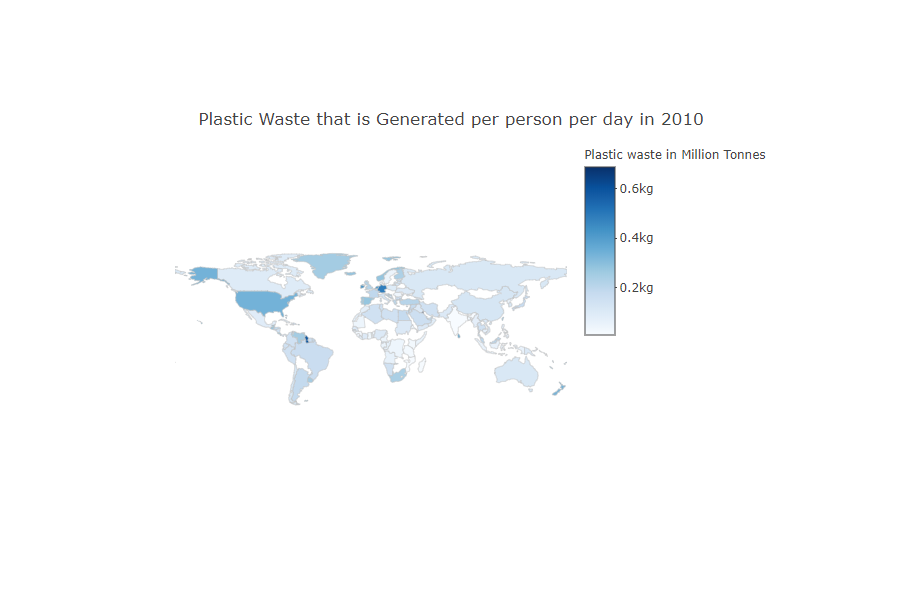 Plastic Waste that is Generated per person per day in 2010
Plastic waste in Million Tonnes
0.6kg
0.4kg
0.2kg